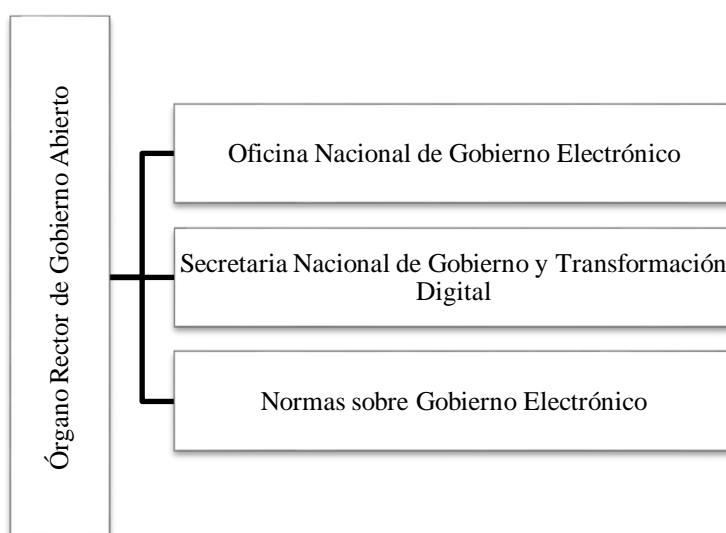 Órgano Rector de Gobierno Abierto
Oficina Nacional de Gobierno Electrónico
Secretaria Nacional de Gobierno y Transformación
Digital
Normas sobre Gobierno Electrónico